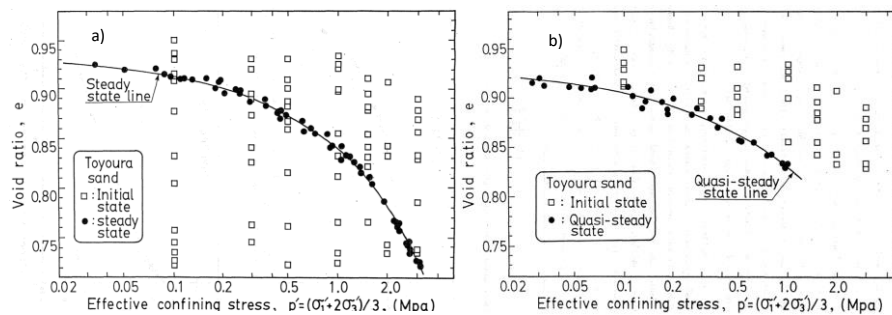 a)
0.95
0.90
0.85
0.80
0.75
Void ratio, e
Steady
state line
Toyoura
sand
□ : Initial
state
● : steady
state
0.02 0.05 0.1 0.2 0.5 1.0 2.0 5.0
Effective confining stress, p'=(σ₁'+2σ₃')/3, (Mpa)
b)
0.95
0.90
0.85
0.80
0.75
Void ratio, e
Quasi-steady
state line
Toyoura sand
□ : Initial state
● : Quasi-steady
state
0.02 0.05 0.1 0.2 0.5 1.0 2.0 5.0
Effective confining stress, p'=(σ₁'+2σ₃')/3, (Mpa)